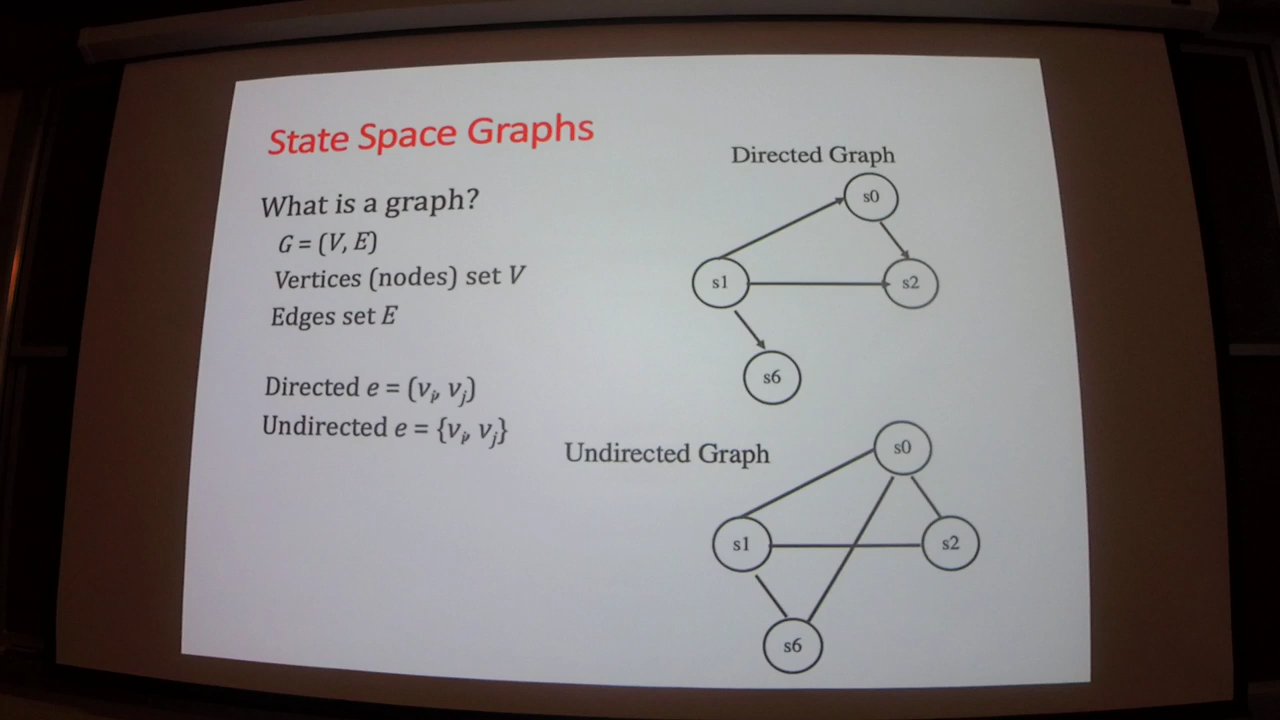 State Space Graphs
What is a graph?
G = (V, E)
Vertices (nodes) set V
Edges set E
Directed e = (vi, vj)
Undirected e = {vi, vj}
Directed Graph
s0
s1
s2
s6
Undirected Graph
s0
s1
s2
s6